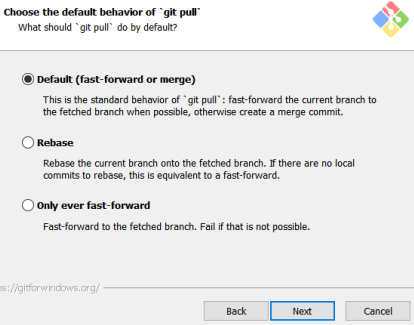 Choose the default behavior of `git pull`
What should `git pull` do by default?
Default (fast-forward or merge)
This is the standard behavior of `git pull`: fast-forward the current branch to
the fetched branch when possible, otherwise create a merge commit.
Rebase
Rebase the current branch onto the fetched branch. If there are no local
commits to rebase, this is equivalent to a fast-forward.
Only ever fast-forward
Fast-forward to the fetched branch. Fail if that is not possible.
ps://gitforwindows.org/
Back Next Cancel